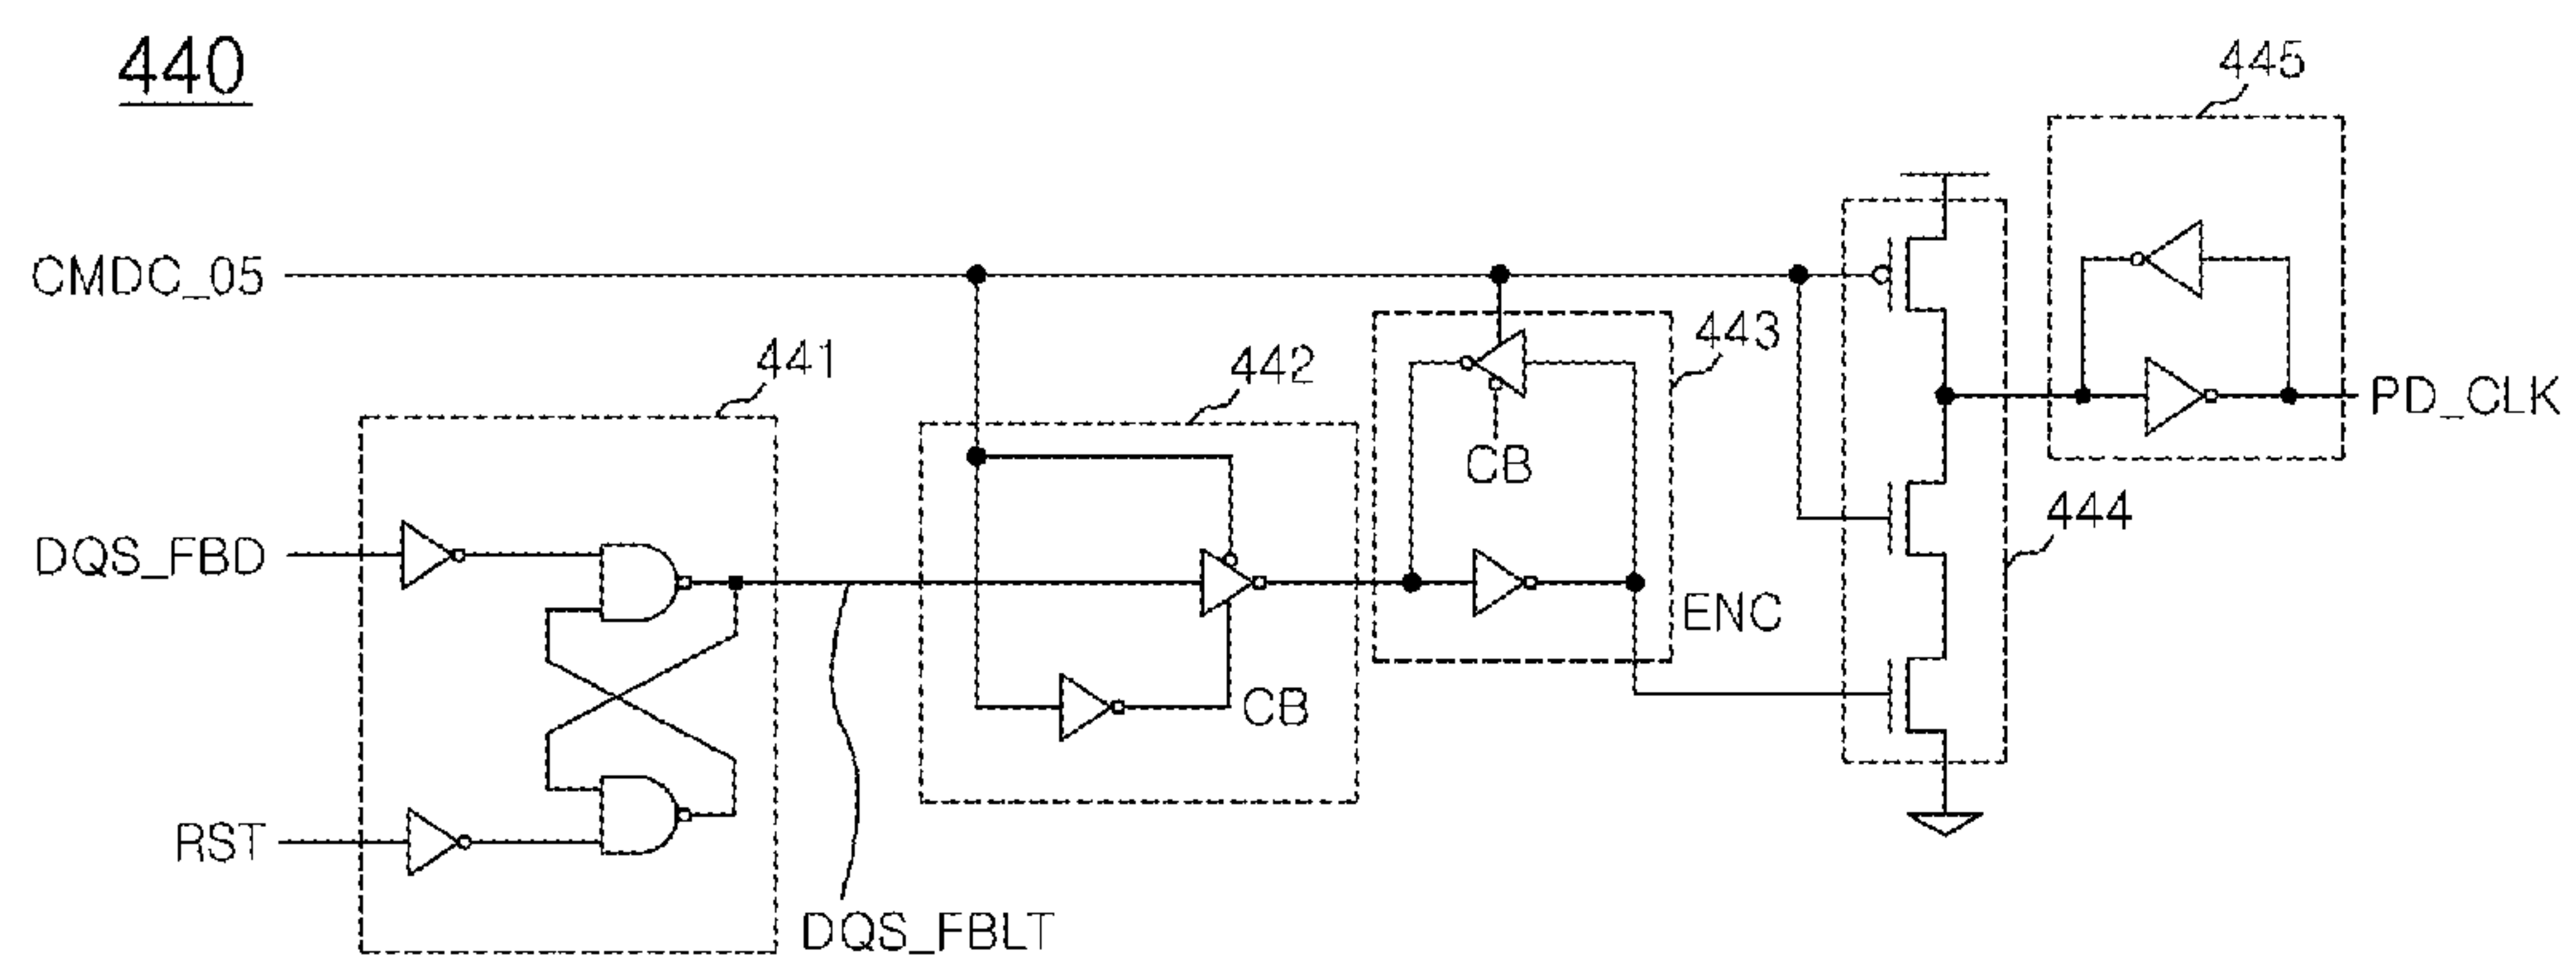 440
445
CMDC_05
441
442
443
CB
PD_CLK
444
DQS_FBD
ENC
CB
RST
DQS_FBLT